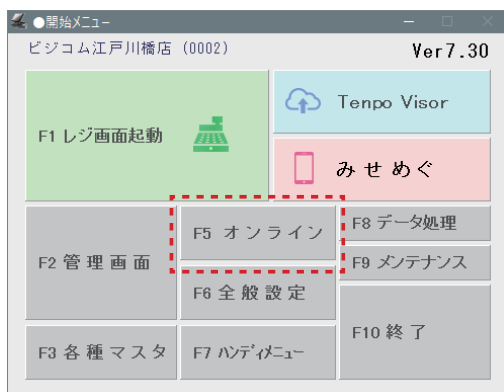 ●開始メニュー
ビジコム江戸川橋店 (0002)
Ver7.30
F1 レジ画面起動
Tenpo Visor
みせめぐ
F2 管理画面
F5 オンライン
F8 データ処理
F9 メンテナンス
F6 全般設定
F10 終了
F3 各種マスタ
F7 ハンディメニュー